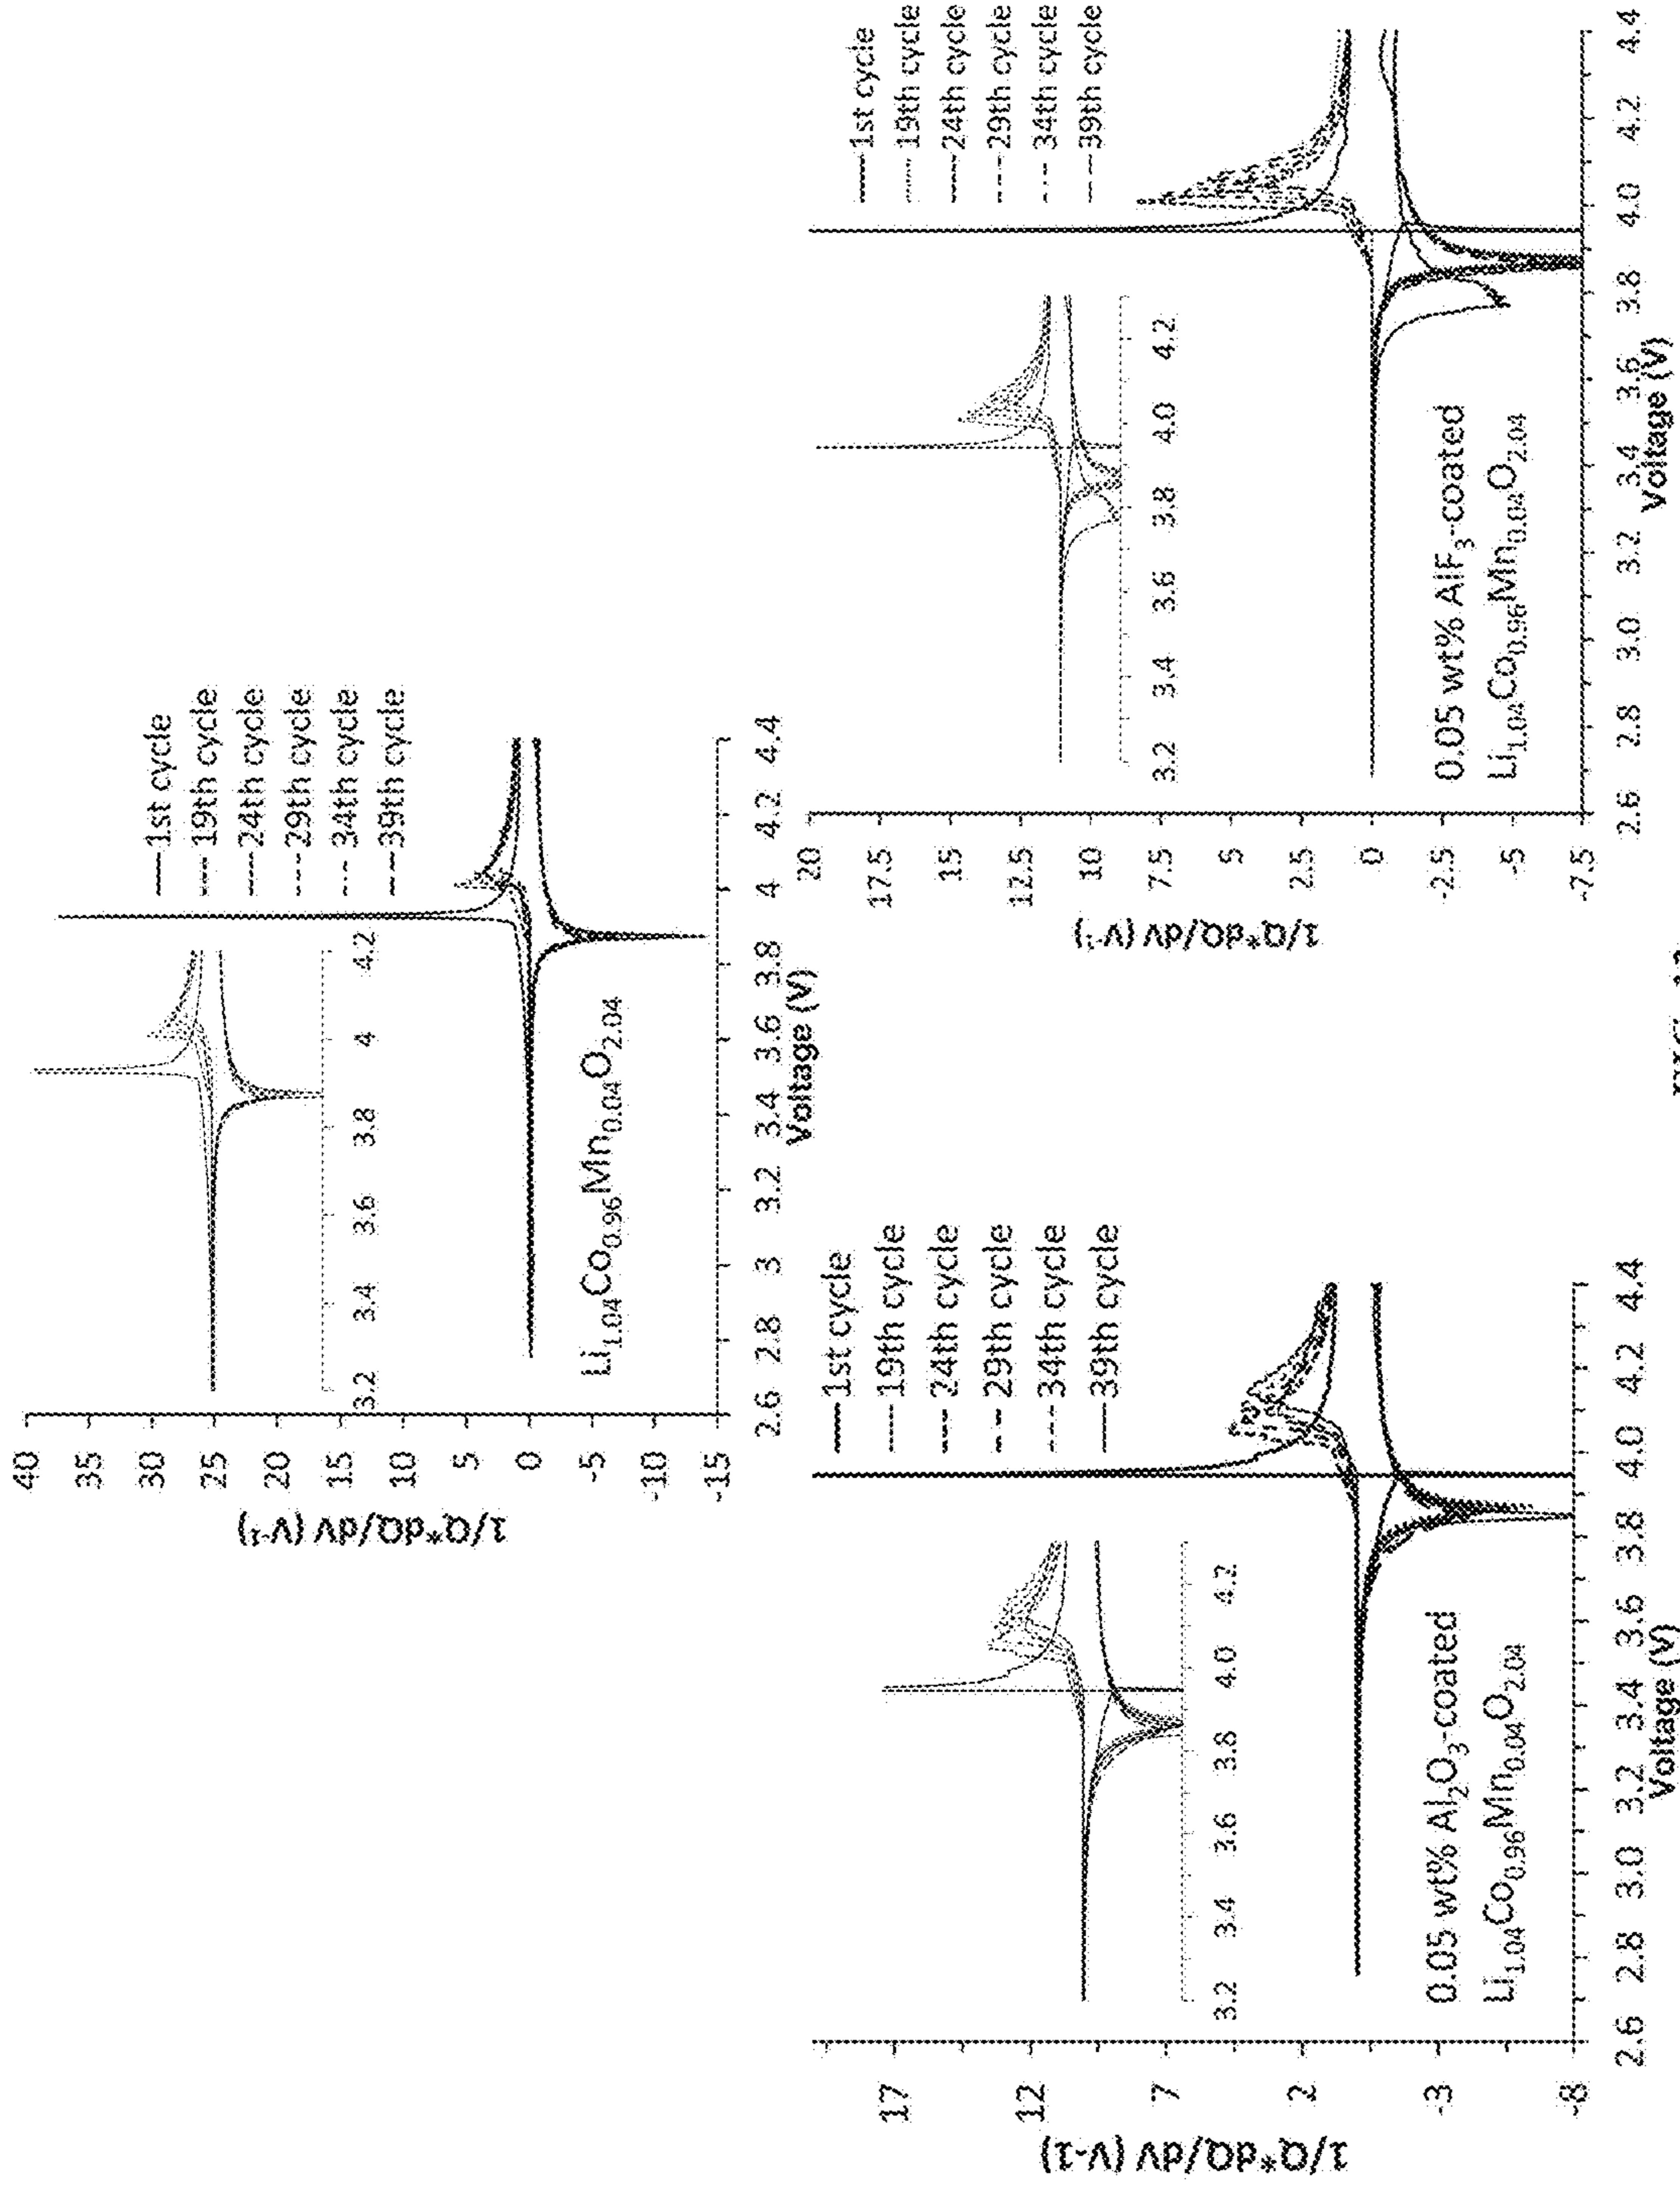 40
35
30
25
20
15
10
5
0
-5
-10
-15
1/Q*dQ/dV (V-1)
1st cycle
19th cycle
24th cycle
29th cycle
34th cycle
39th cycle
3.2 3.4 3.6 3.8 4 4.2
Li1.04Co0.96Mn0.04O2.04
2.6 2.8 3 3.2 3.4 3.6 3.8 4 4.2 4.4
Voltage (V)
17
12
7
2
-3
-8
1/Q*dQ/dV (V-1)
1st cycle
19th cycle
24th cycle
29th cycle
34th cycle
39th cycle
3.2 3.4 3.6 3.8 4.0 4.2
0.05 wt% Al2O3-coated
Li1.04Co0.96Mn0.04O2.04
2.6 2.8 3.0 3.2 3.4 3.6 3.8 4.0 4.2 4.4
Voltage (V)
20
17.5
15
12.5
10
7.5
5
2.5
0
-2.5
-5
-7.5
1/Q*dQ/dV (V-1)
1st cycle
19th cycle
24th cycle
29th cycle
34th cycle
39th cycle
3.2 3.4 3.6 3.8 4.0 4.2
0.05 wt% AlF3-coated
Li1.04Co0.96Mn0.04O2.04
2.6 2.8 3.0 3.2 3.4 3.6 3.8 4.0 4.2 4.4
Voltage (V)